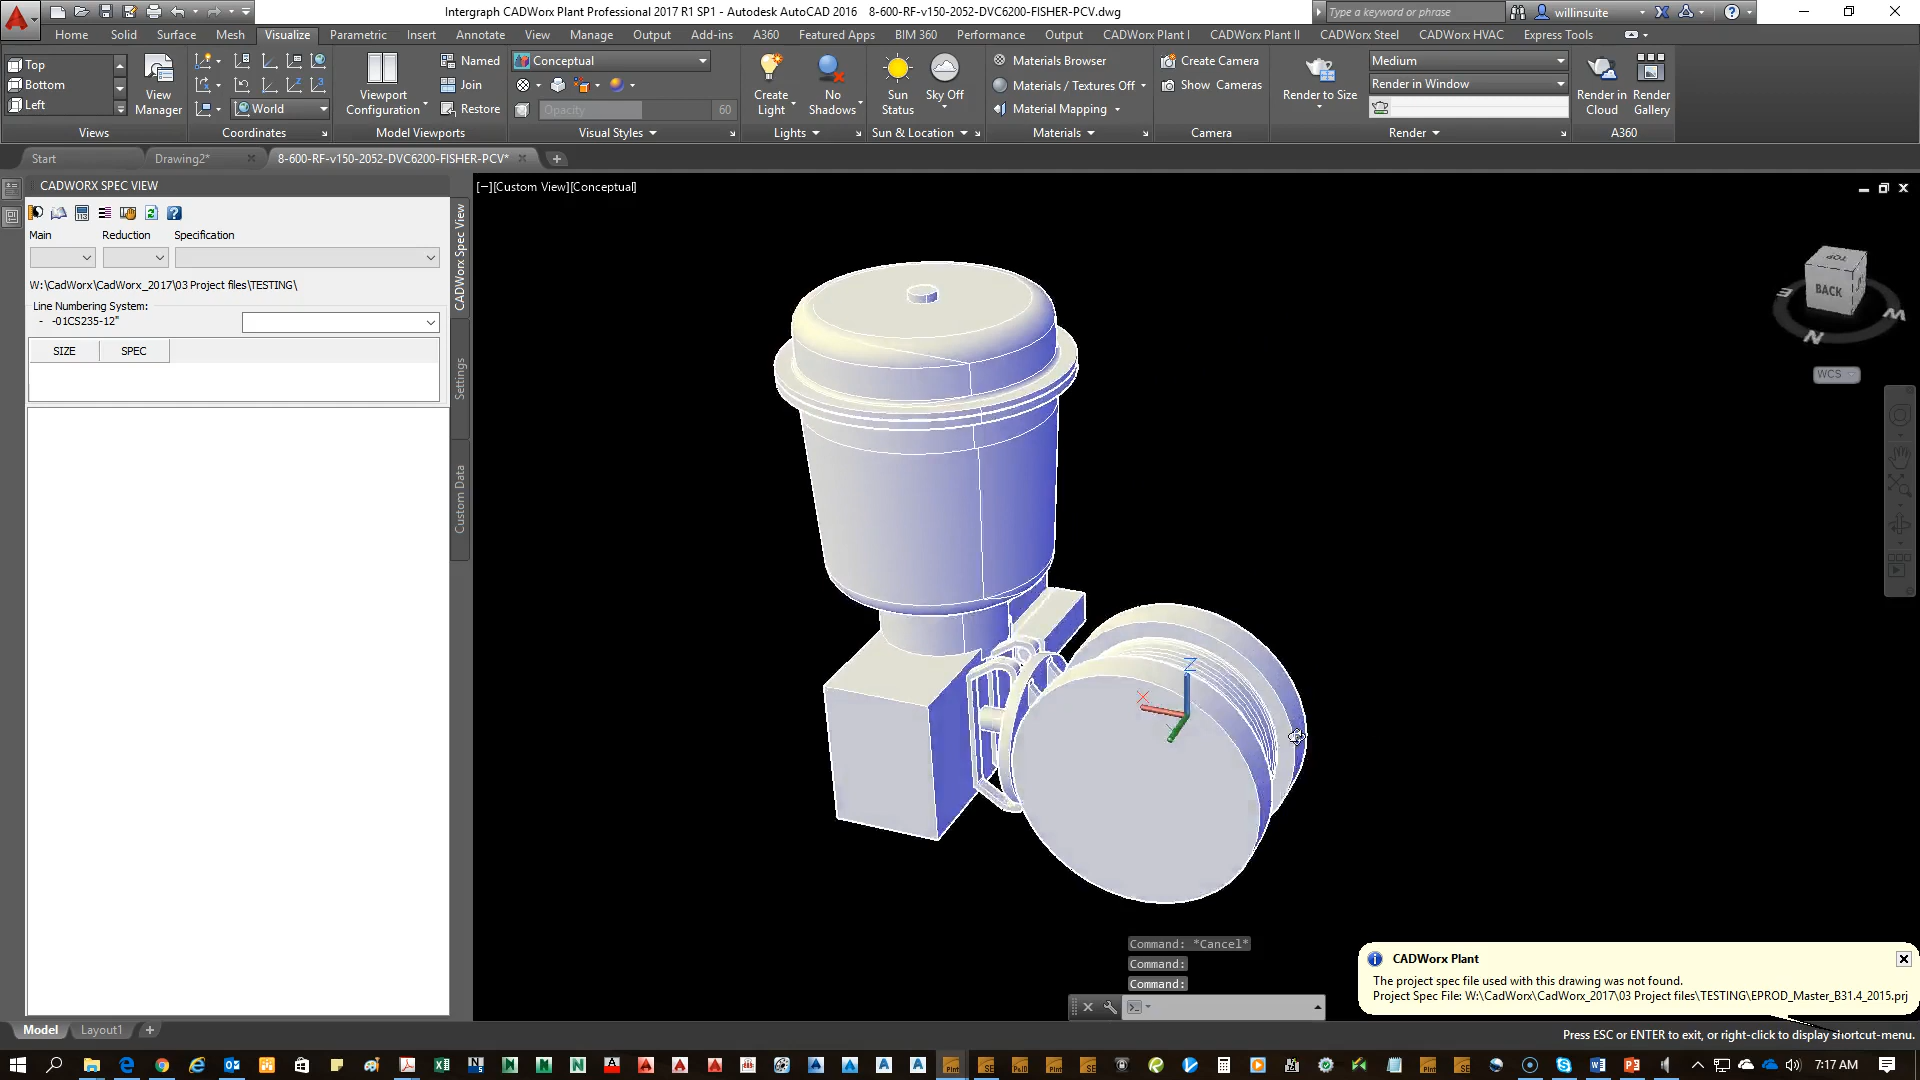 Intergraph CADWorx Plant Professional 2017 R1 SP1 - Autodesk AutoCAD 2016 8-600-RF-v150-2052-DVC6200-FISHER-PCV.dwg
Type a keyword or phrase
willinsuite
Home Solid Surface Mesh Visualize Parametric Insert Annotate View Manage Output Add-ins A360 Featured Apps BIM 360 Performance Output CADWorx Plant I CADWorx Plant II CADWorx Steel CADWorx HVAC Express Tools
Top
Bottom
Left
View Manager
World
Viewport Configuration
Named
Join
Restore
Conceptual
Opacity 60
Create Light
No Shadows
Sun Status
Sky Off
Materials Browser
Materials / Textures Off
Material Mapping
Create Camera
Show Cameras
Render to Size
Medium
Render in Window
Render in Cloud
Render Gallery
Views Coordinates Model Viewports Visual Styles Lights Sun & Location Materials Camera Render A360
Start Drawing2* 8-600-RF-v150-2052-DVC6200-FISHER-PCV*
CADWORX SPEC VIEW
Main Reduction Specification
W:\CadWorx\CadWorx_2017\03 Project files\TESTING\
Line Numbering System:
- -01CS235-12"
SIZE SPEC
CADWorx Spec View
Settings
Custom Data
[−][Custom View][Conceptual]
TOP
BACK
E
N
W
WCS
Z
X
Command: *Cancel*
Command:
Command:
CADWorx Plant
The project spec file used with this drawing was not found.
Project Spec File: W:\CadWorx\CadWorx_2017\03 Project files\TESTING\EPROD_Master_B31.4_2015.prj
Model Layout1
Press ESC or ENTER to exit, or right-click to display shortcut-menu.
7:17 AM